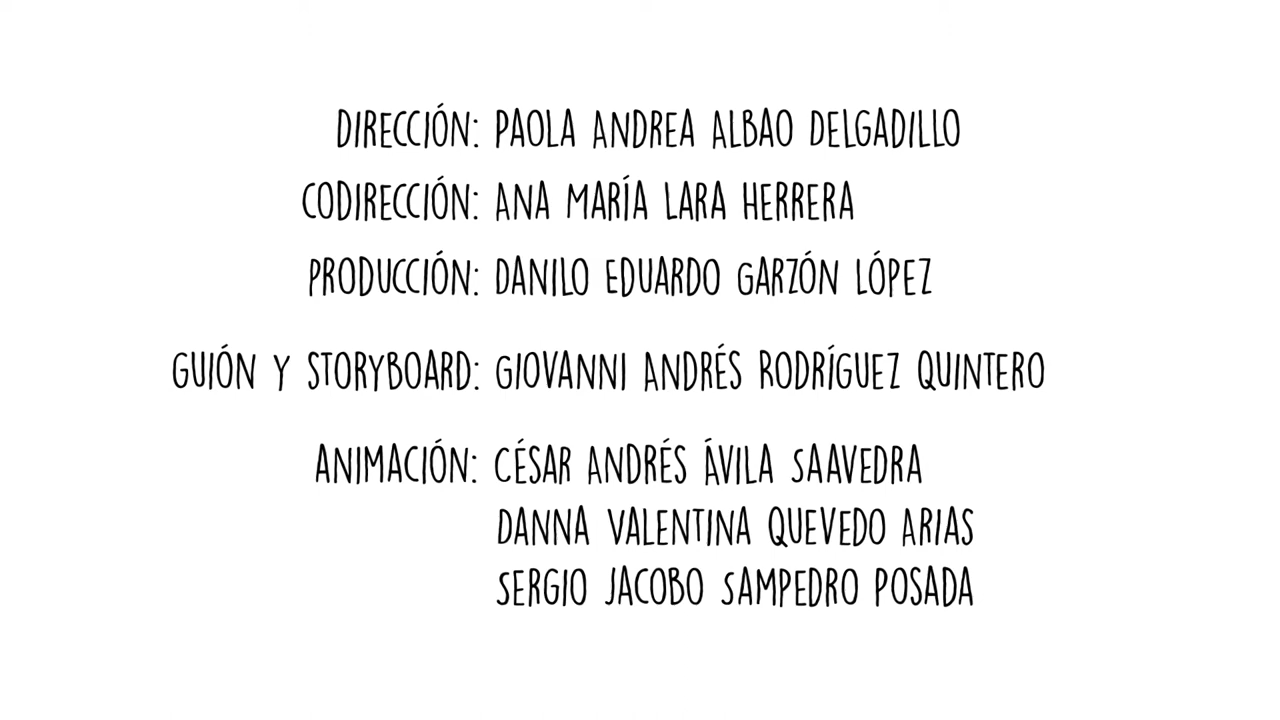 DIRECCIÓN: PAOLA ANDREA ALBAO DELGADILLO
CODIRECCIÓN: ANA MARÍA LARA HERRERA
PRODUCCIÓN: DANILO EDUARDO GARZÓN LÓPEZ
GUIÓN Y STORYBOARD: GIOVANNI ANDRÉS RODRÍGUEZ QUINTERO
ANIMACIÓN: CÉSAR ANDRÉS ÁVILA SAAVEDRA
DANNA VALENTINA QUEVEDO ARIAS
SERGIO JACOBO SAMPEDRO POSADA